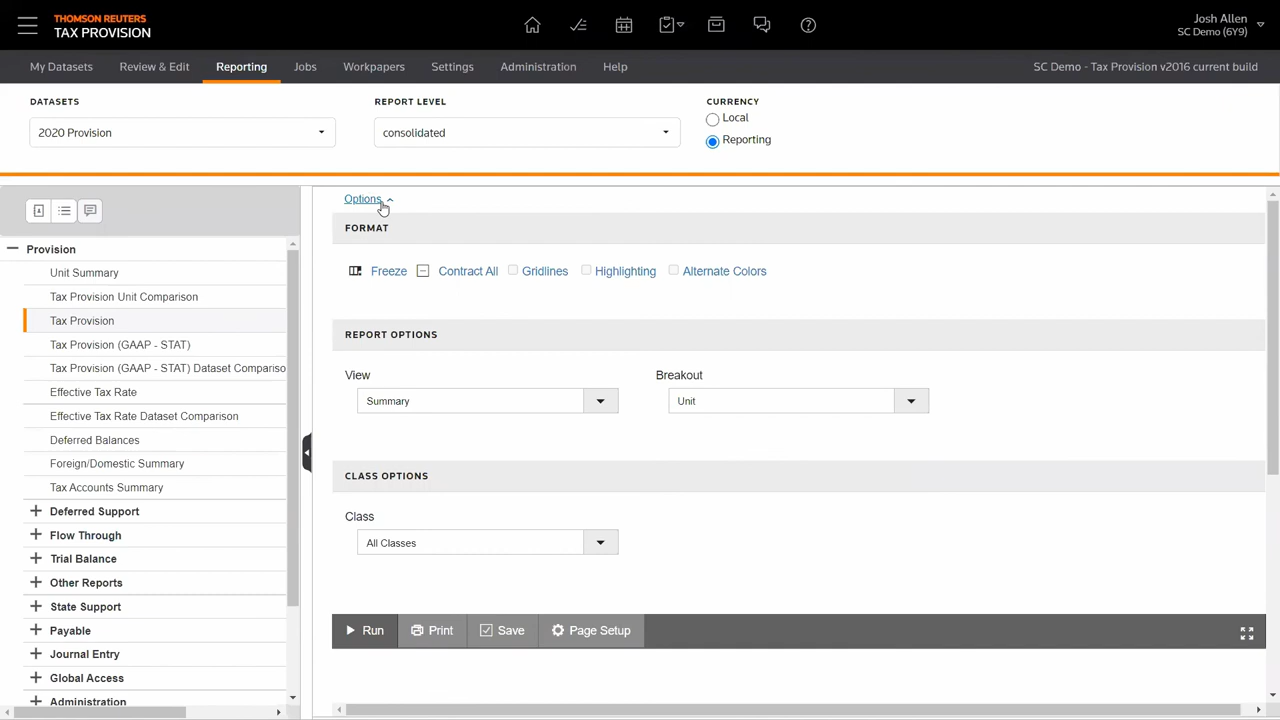 THOMSON REUTERS
TAX PROVISION
Josh Allen
SC Demo (6Y9)
My Datasets
Review & Edit
Reporting
Jobs
Workpapers
Settings
Administration
Help
SC Demo - Tax Provision v2016 current build
DATASETS
2020 Provision
REPORT LEVEL
consolidated
CURRENCY
Local
Reporting
Provision
Unit Summary
Tax Provision Unit Comparison
Tax Provision
Tax Provision (GAAP - STAT)
Tax Provision (GAAP - STAT) Dataset Compariso
Effective Tax Rate
Effective Tax Rate Dataset Comparison
Deferred Balances
Foreign/Domestic Summary
Tax Accounts Summary
Deferred Support
Flow Through
Trial Balance
Other Reports
State Support
Payable
Journal Entry
Global Access
Administration
Options
FORMAT
Freeze
Contract All
Gridlines
Highlighting
Alternate Colors
REPORT OPTIONS
View
Summary
Breakout
Unit
CLASS OPTIONS
Class
All Classes
Run
Print
Save
Page Setup